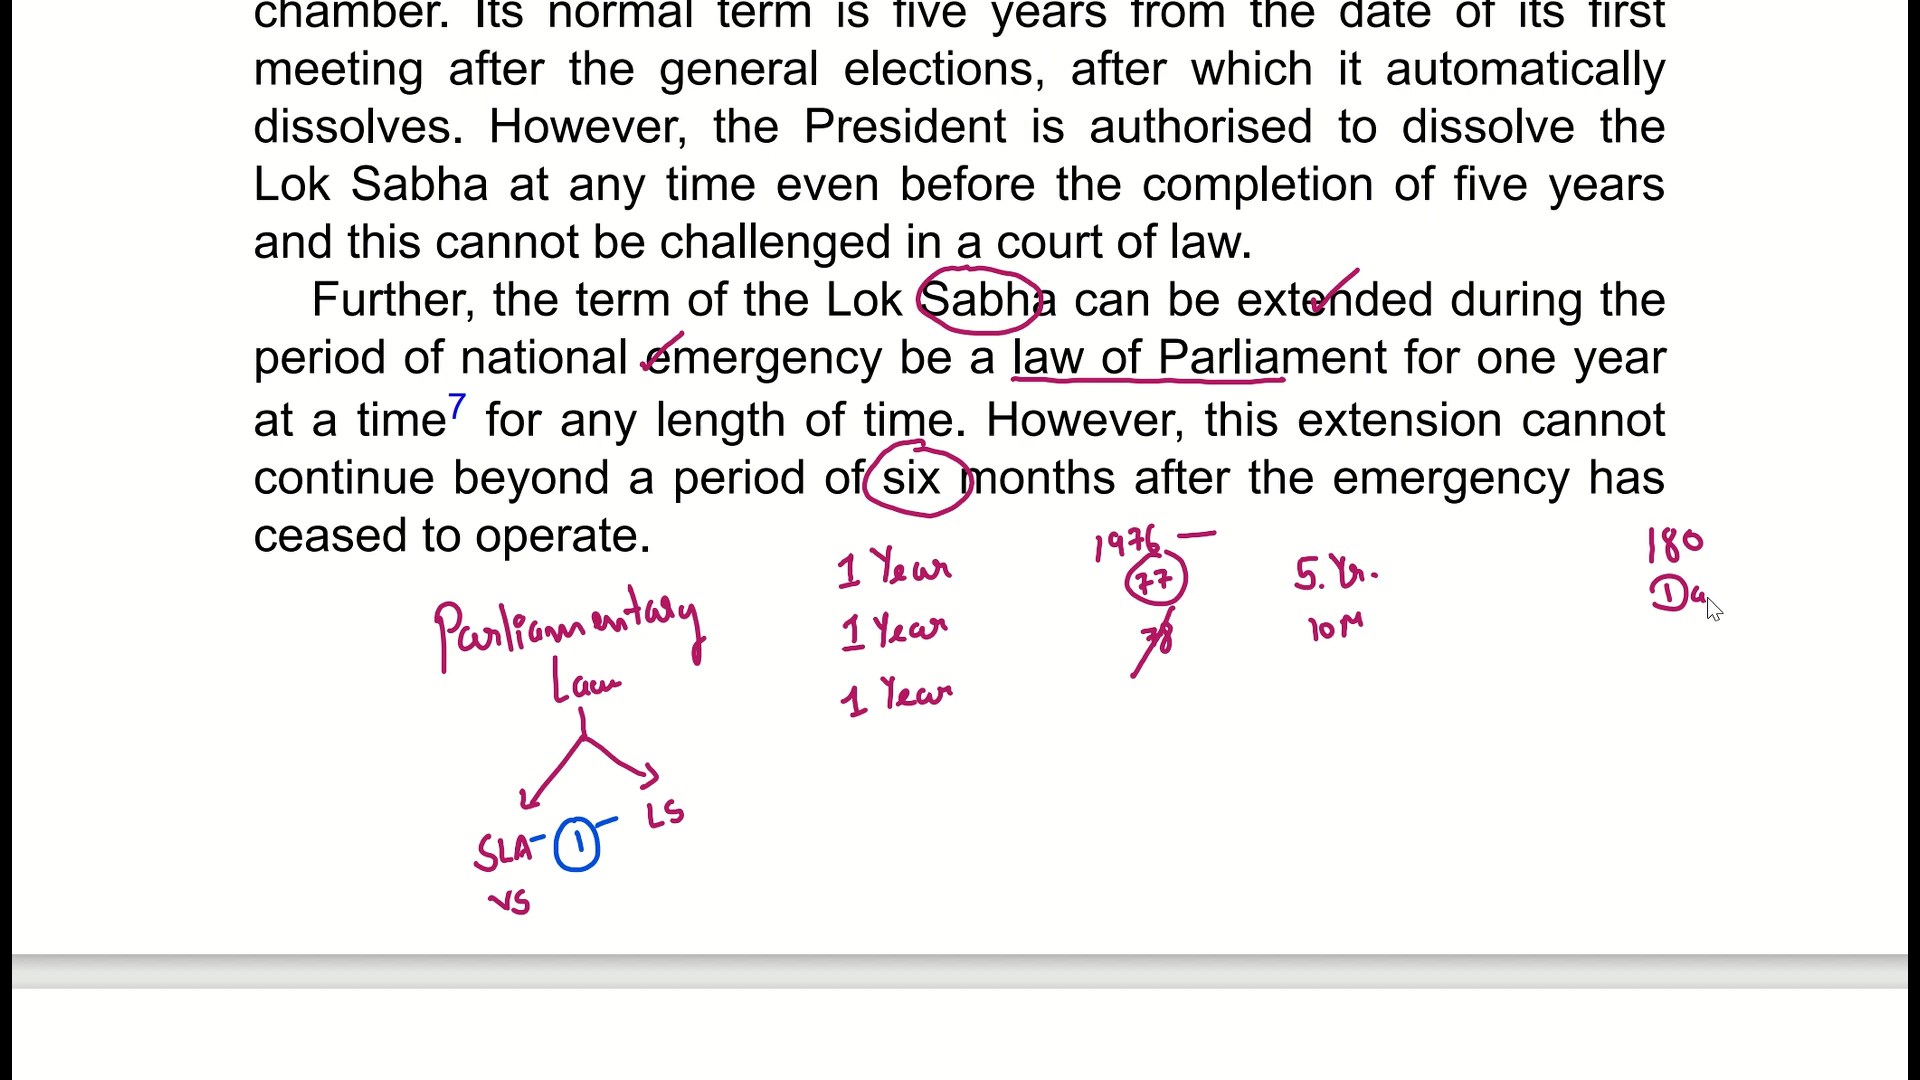 chamber. Its normal term is five years from the date of its first
meeting after the general elections, after which it automatically
dissolves. However, the President is authorised to dissolve the
Lok Sabha at any time even before the completion of five years
and this cannot be challenged in a court of law.
Further, the term of the Lok Sabha can be extended during the
period of national emergency be a law of Parliament for one year
at a time7 for any length of time. However, this extension cannot
continue beyond a period of six months after the emergency has
ceased to operate.
Parliamentary
Law
SLA - 1 - LS
VS
1 Year
1 Year
1 Year
1976 —
77
78
5. Yr.
10 M
180
1 Da